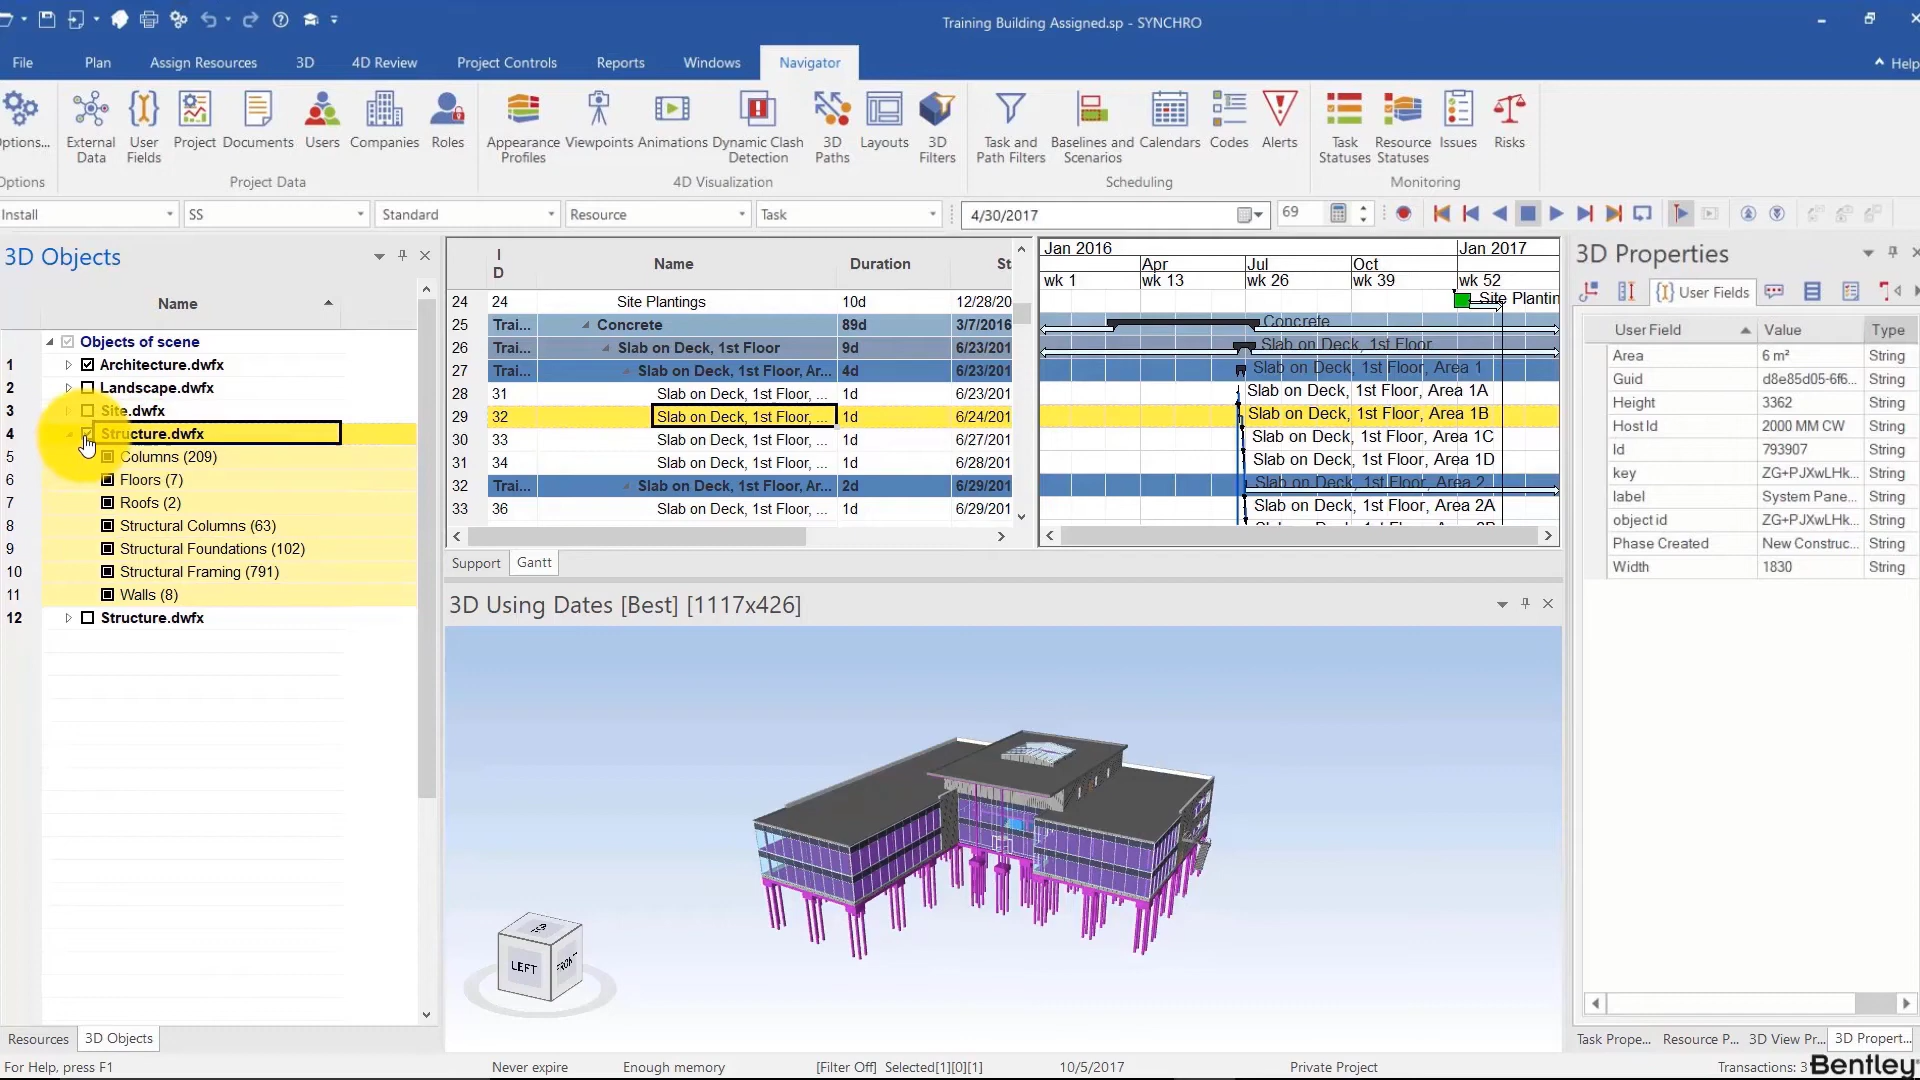 Training Building Assigned.sp - SYNCHRO
File Plan Assign Resources 3D 4D Review Project Controls Reports Windows Navigator Help
ptions... External Data User Fields Project Documents Users Companies Roles Appearance Profiles Viewpoints Animations Dynamic Clash Detection 3D Paths Layouts 3D Filters Task and Path Filters Baselines and Scenarios Calendars Codes Alerts Task Statuses Resource Statuses Issues Risks
Options Project Data 4D Visualization Scheduling Monitoring
Install SS Standard Resource Task 4/30/2017 69
3D Objects
Name
Objects of scene
1 Architecture.dwfx
2 Landscape.dwfx
3 Site.dwfx
4 Structure.dwfx
5 Columns (209)
6 Floors (7)
7 Roofs (2)
8 Structural Columns (63)
9 Structural Foundations (102)
10 Structural Framing (791)
11 Walls (8)
12 Structure.dwfx
Resources 3D Objects
ID Name Duration St
24 24 Site Plantings 10d 12/28/20
25 Trai... Concrete 89d 3/7/2016
26 Trai... Slab on Deck, 1st Floor 9d 6/23/201
27 Trai... Slab on Deck, 1st Floor, Ar... 4d 6/23/201
28 31 Slab on Deck, 1st Floor, ... 1d 6/23/201
29 32 Slab on Deck, 1st Floor, ... 1d 6/24/201
30 33 Slab on Deck, 1st Floor, ... 1d 6/27/201
31 34 Slab on Deck, 1st Floor, ... 1d 6/28/201
32 Trai... Slab on Deck, 1st Floor, Ar... 2d 6/29/201
33 36 Slab on Deck, 1st Floor, ... 1d 6/29/201
Support Gantt
Jan 2016 Jan 2017
Apr Jul Oct
wk 1 wk 13 wk 26 wk 39 wk 52
Site Plantin
Concrete
Slab on Deck, 1st Floor
Slab on Deck, 1st Floor, Area 1
Slab on Deck, 1st Floor, Area 1A
Slab on Deck, 1st Floor, Area 1B
Slab on Deck, 1st Floor, Area 1C
Slab on Deck, 1st Floor, Area 1D
Slab on Deck, 1st Floor, Area 2
Slab on Deck, 1st Floor, Area 2A
3D Using Dates [Best] [1117x426]
LEFT FRONT
3D Properties
User Fields
User Field Value Type
Area 6 m² String
Guid d8e85d05-6f6... String
Height 3362 String
Host Id 2000 MM CW String
Id 793907 String
key ZG+PJXwLHk... String
label System Pane... String
object id ZG+PJXwLHk... String
Phase Created New Construc... String
Width 1830 String
Task Prope... Resource P... 3D View Pr... 3D Propert...
For Help, press F1 Never expire Enough memory [Filter Off] Selected[1][0][1] 10/5/2017 Private Project Transactions: 3
Bentley